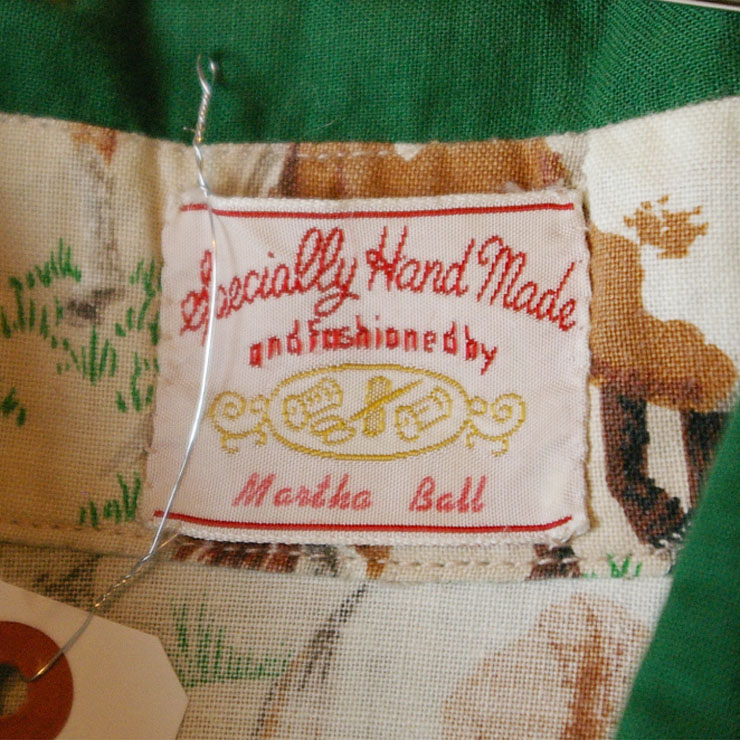 Specially Hand Made
and Fashioned by
Martha Ball